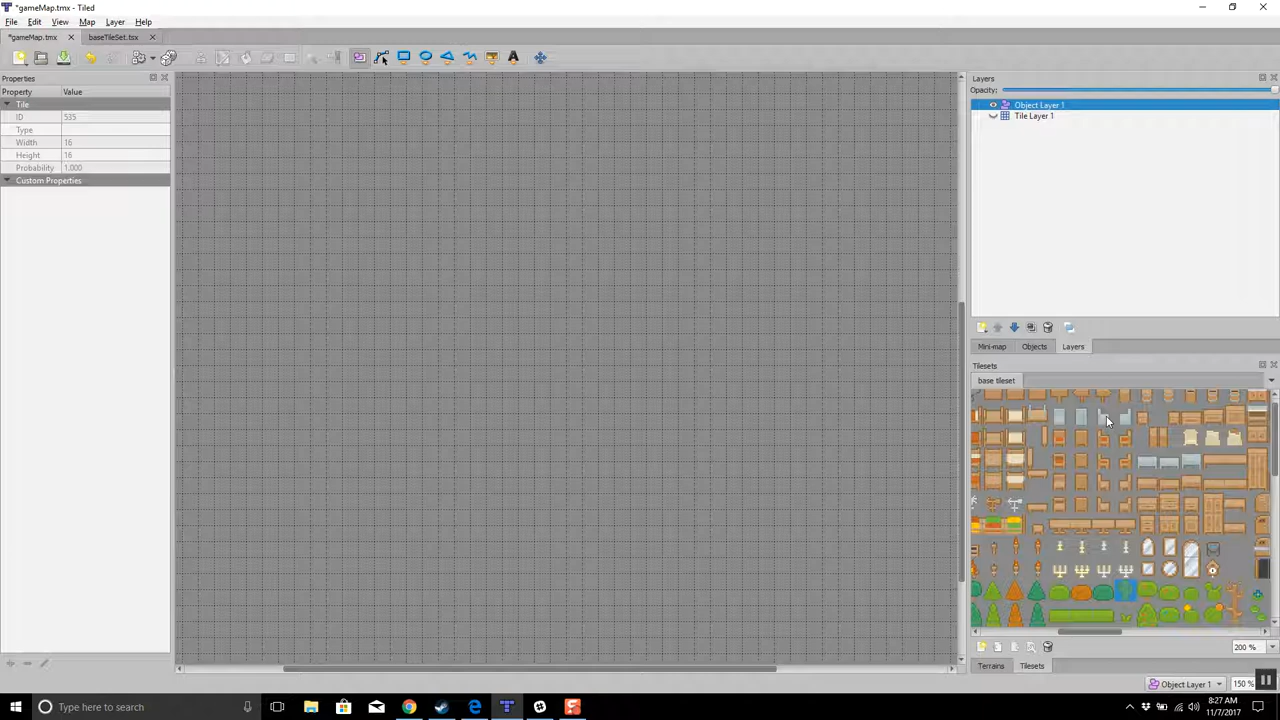 *gameMap.tmx - Tiled
File Edit View Map Layer Help
*gameMap.tmx baseTileSet.tsx
Properties
Property Value
Tile
ID 535
Type
Width 16
Height 16
Probability 1.000
Custom Properties
Layers
Opacity:
Object Layer 1
Tile Layer 1
Mini-map Objects Layers
Tilesets
base tileset
200 %
Terrains Tilesets
Object Layer 1 150 %
Type here to search
8:27 AM
11/7/2017